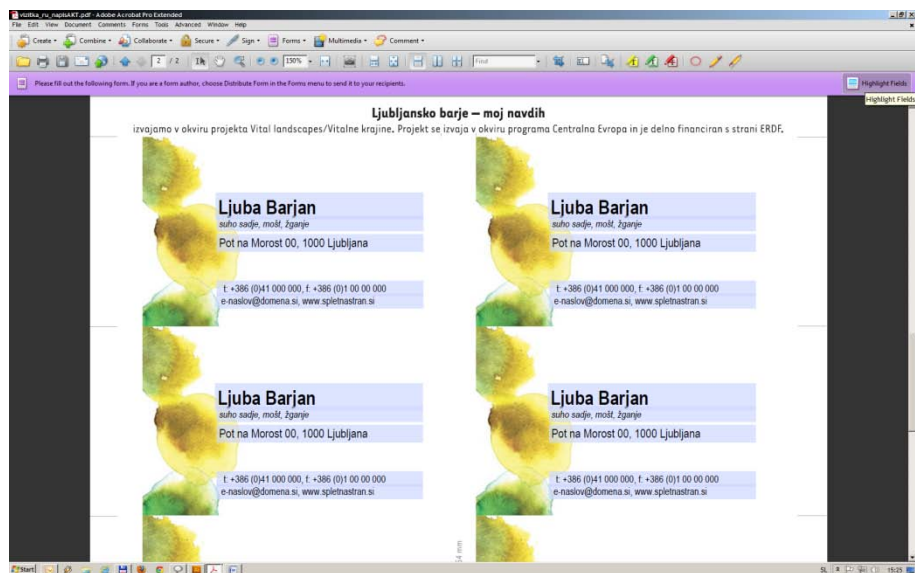 vizitka_ru_napisAKT.pdf - Adobe Acrobat Pro Extended
File Edit View Document Comments Forms Tools Advanced Window Help
Create Combine Collaborate Secure Sign Forms Multimedia Comment
2 / 2 150% Find
Please fill out the following form. If you are a form author, choose Distribute Form in the Forms menu to send it to your recipients.
Highlight Fields
Highlight Fields
Ljubljansko barje – moj navdih
izvajamo v okviru projekta Vital landscapes/Vitalne krajine. Projekt se izvaja v okviru programa Centralna Evropa in je delno financiran s strani ERDF.
Ljuba Barjan
suho sadje, mošt, žganje
Pot na Morost 00, 1000 Ljubljana
t: +386 (0)41 000 000, f: +386 (0)1 00 00 000
e-naslov@domena.si, www.spletnastran.si
Ljuba Barjan
suho sadje, mošt, žganje
Pot na Morost 00, 1000 Ljubljana
t: +386 (0)41 000 000, f: +386 (0)1 00 00 000
e-naslov@domena.si, www.spletnastran.si
Ljuba Barjan
suho sadje, mošt, žganje
Pot na Morost 00, 1000 Ljubljana
t: +386 (0)41 000 000, f: +386 (0)1 00 00 000
e-naslov@domena.si, www.spletnastran.si
Ljuba Barjan
suho sadje, mošt, žganje
Pot na Morost 00, 1000 Ljubljana
t: +386 (0)41 000 000, f: +386 (0)1 00 00 000
e-naslov@domena.si, www.spletnastran.si
54 mm
Start
SL
15:25